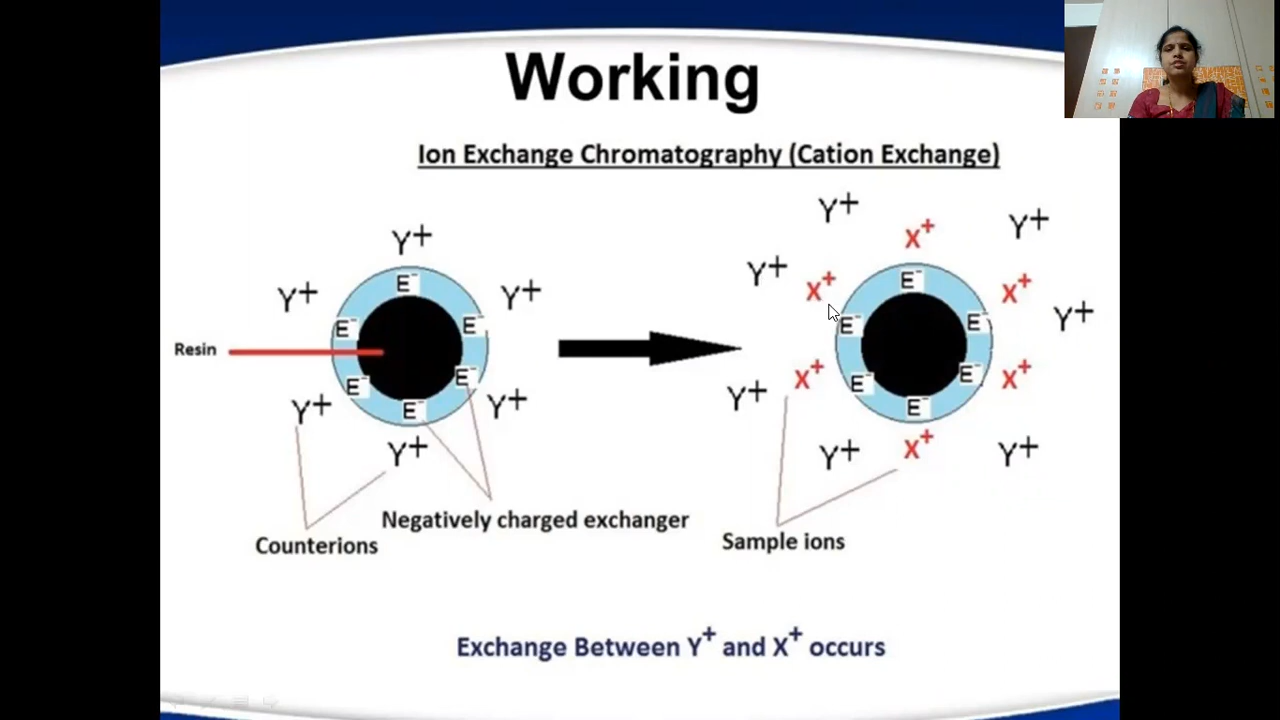 Working
Ion Exchange Chromatography (Cation Exchange)
Y+
Y+
Y+
E-
E-
E-
E-
E-
E-
Resin
Y+
Y+
Y+
Negatively charged exchanger
Counterions
Y+
X+
Y+
Y+
X+
X+
Y+
E-
E-
E-
E-
E-
E-
Y+
X+
X+
Y+
X+
Y+
Sample ions
Exchange Between Y+ and X+ occurs